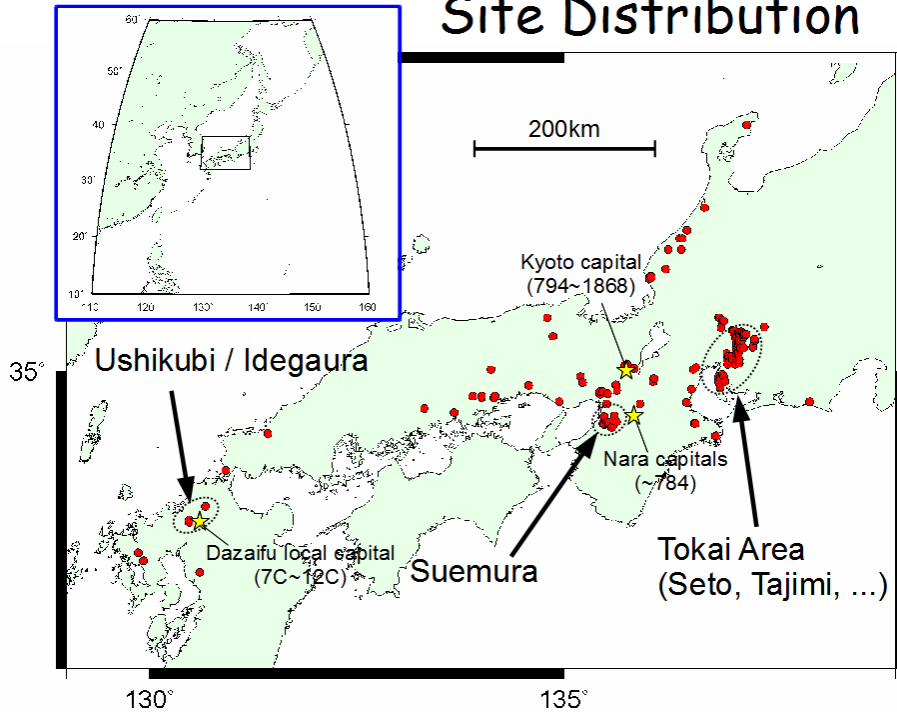 Site Distribution
60°
50°
40
30°
20°
10°
110
120
130
140
150
160
200km
Kyoto capital
(794~1868)
35°
Ushikubi / Idegaura
Nara capitals
(~784)
Dazaifu local capital
(7C~12C)
Suemura
Tokai Area
(Seto, Tajimi, ...)
130°
135°